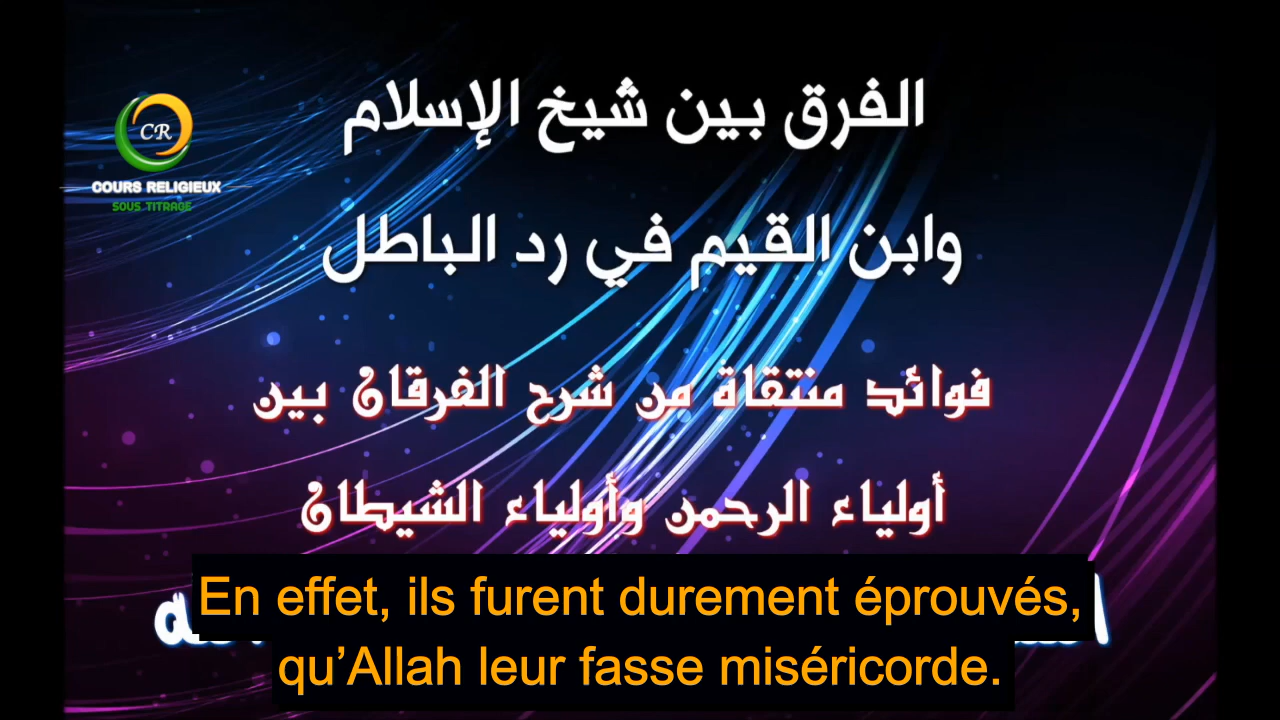 الفرق بين شيخ الإسلام
CR
COURS RELIGIEUX
SOUS TITRAGE
وابن القيم في رد الباطل
فوائد منتقاة من شرح الفرقان بين
أولياء الرحمن وأولياء الشيطان
En effet, ils furent durement éprouvés,
qu’Allah leur fasse miséricorde.